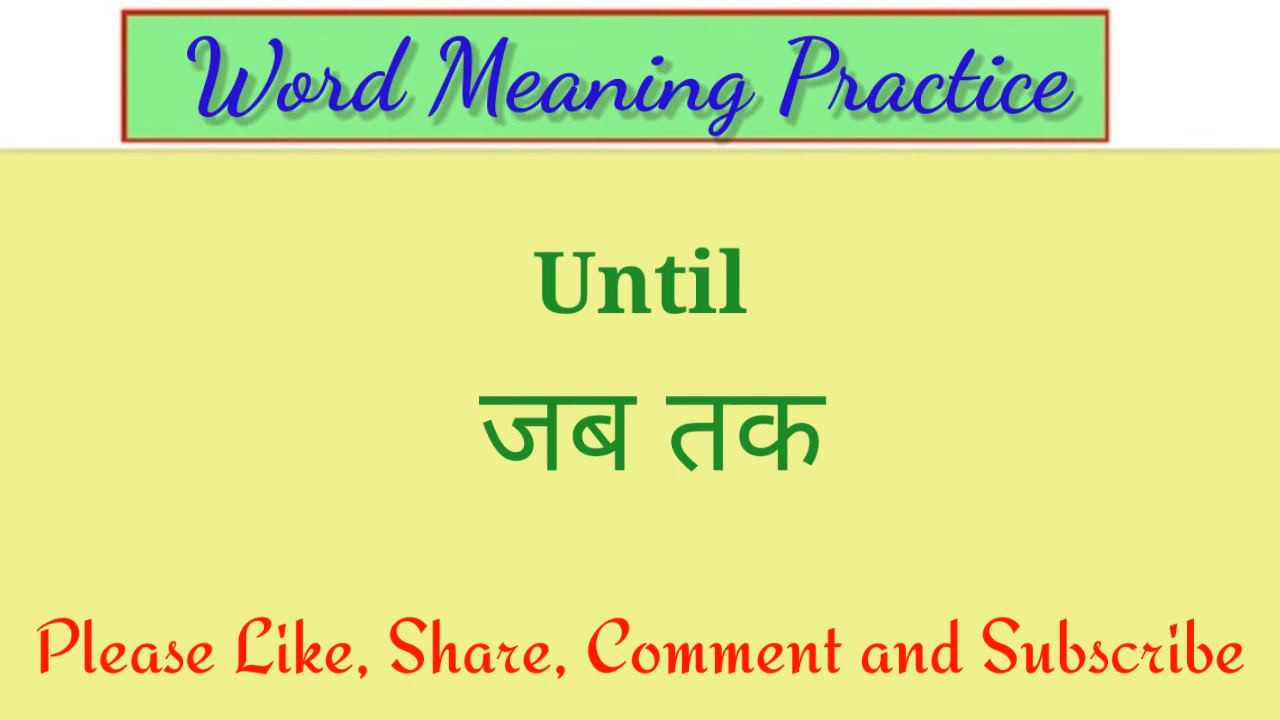 Word Meaning Practice
Until
जब तक
Please Like, Share, Comment and Subscribe